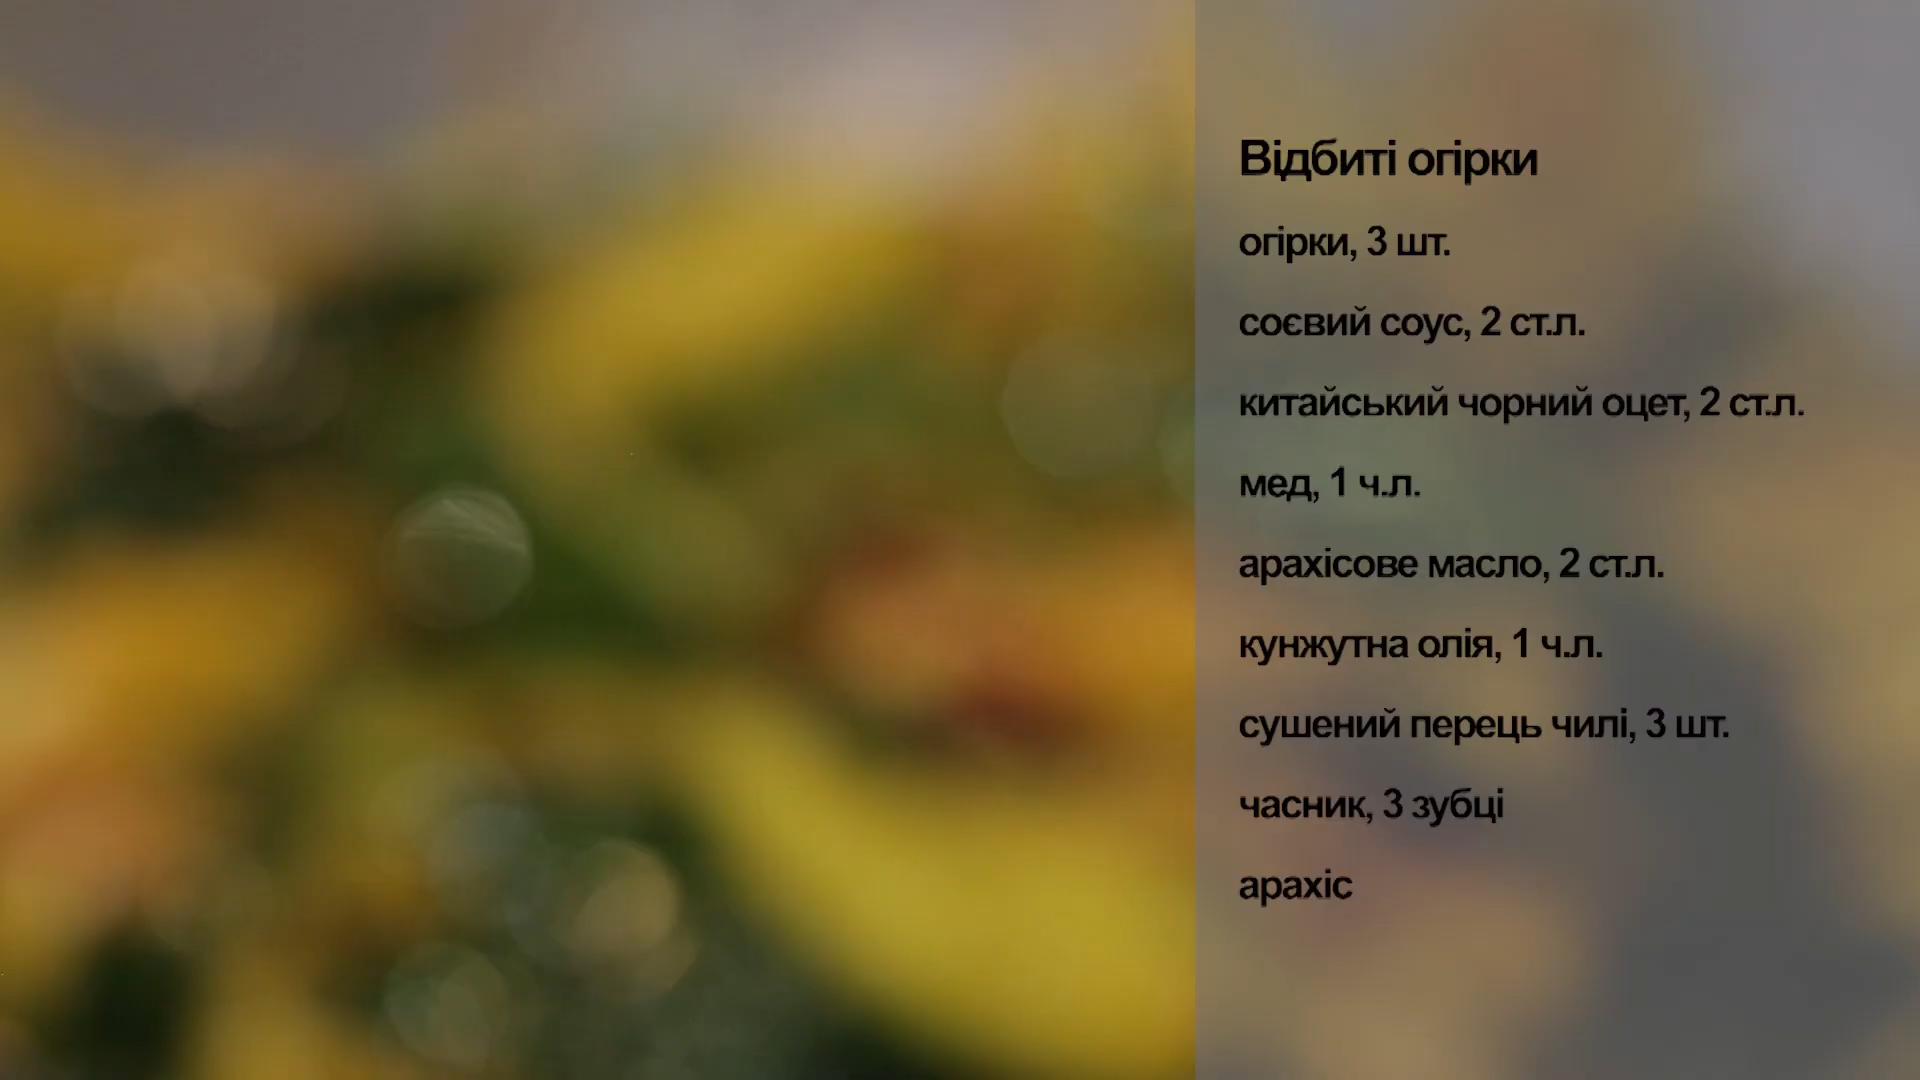 Відбиті огірки
огірки, 3 шт.
соєвий соус, 2 ст.л.
китайський чорний оцет, 2 ст.л.
мед, 1 ч.л.
арахісове масло, 2 ст.л.
кунжутна олія, 1 ч.л.
сушений перець чилі, 3 шт.
часник, 3 зубці
арахіс